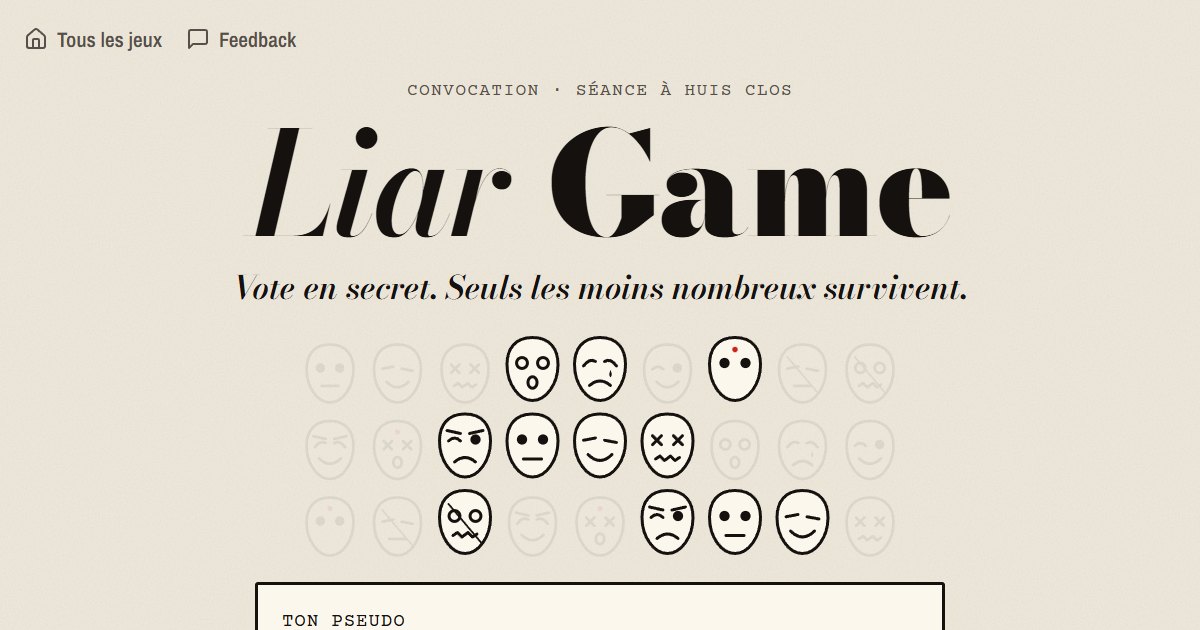 Tous les jeux Feedback
CONVOCATION · SÉANCE À HUIS CLOS
Liar Game
Vote en secret. Seuls les moins nombreux survivent.
TON PSEUDO